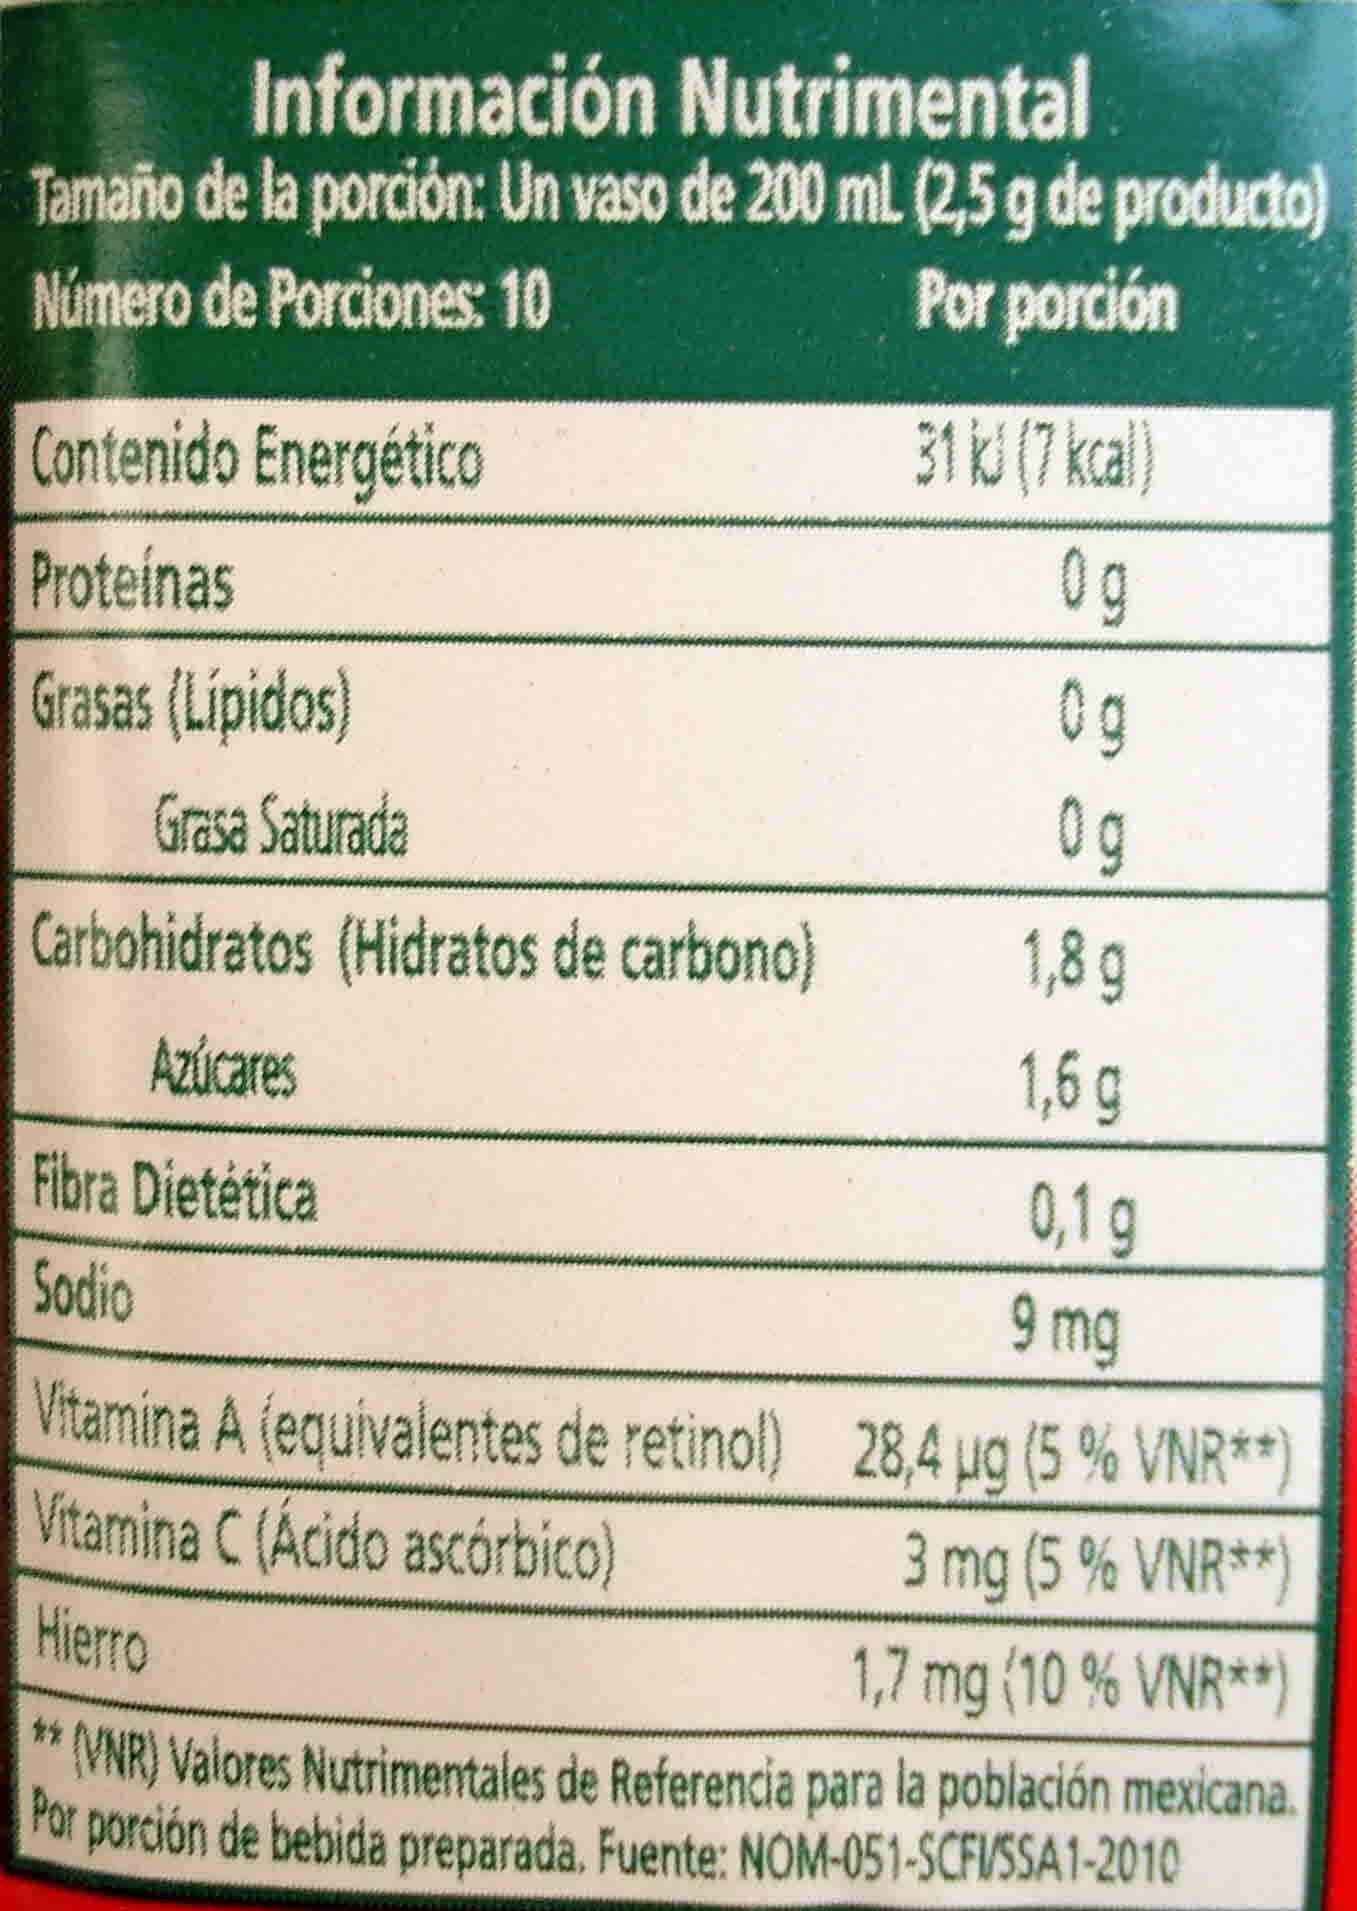 Información Nutrimental
Tamaño de la porción: Un vaso de 200 mL (2,5 g de producto)
Número de Porciones: 10 Por porción
Contenido Energético 31 kJ (7 kcal)
Proteínas 0 g
Grasas (Lípidos) 0 g
Grasa Saturada 0 g
Carbohidratos (Hidratos de carbono) 1,8 g
Azúcares 1,6 g
Fibra Dietética 0,1 g
Sodio 9 mg
Vitamina A (equivalentes de retinol) 28,4 µg (5 % VNR**)
Vitamina C (Ácido ascórbico) 3 mg (5 % VNR**)
Hierro 1,7 mg (10 % VNR**)
** (VNR) Valores Nutrimentales de Referencia para la población mexicana.
Por porción de bebida preparada. Fuente: NOM-051-SCFI/SSA1-2010